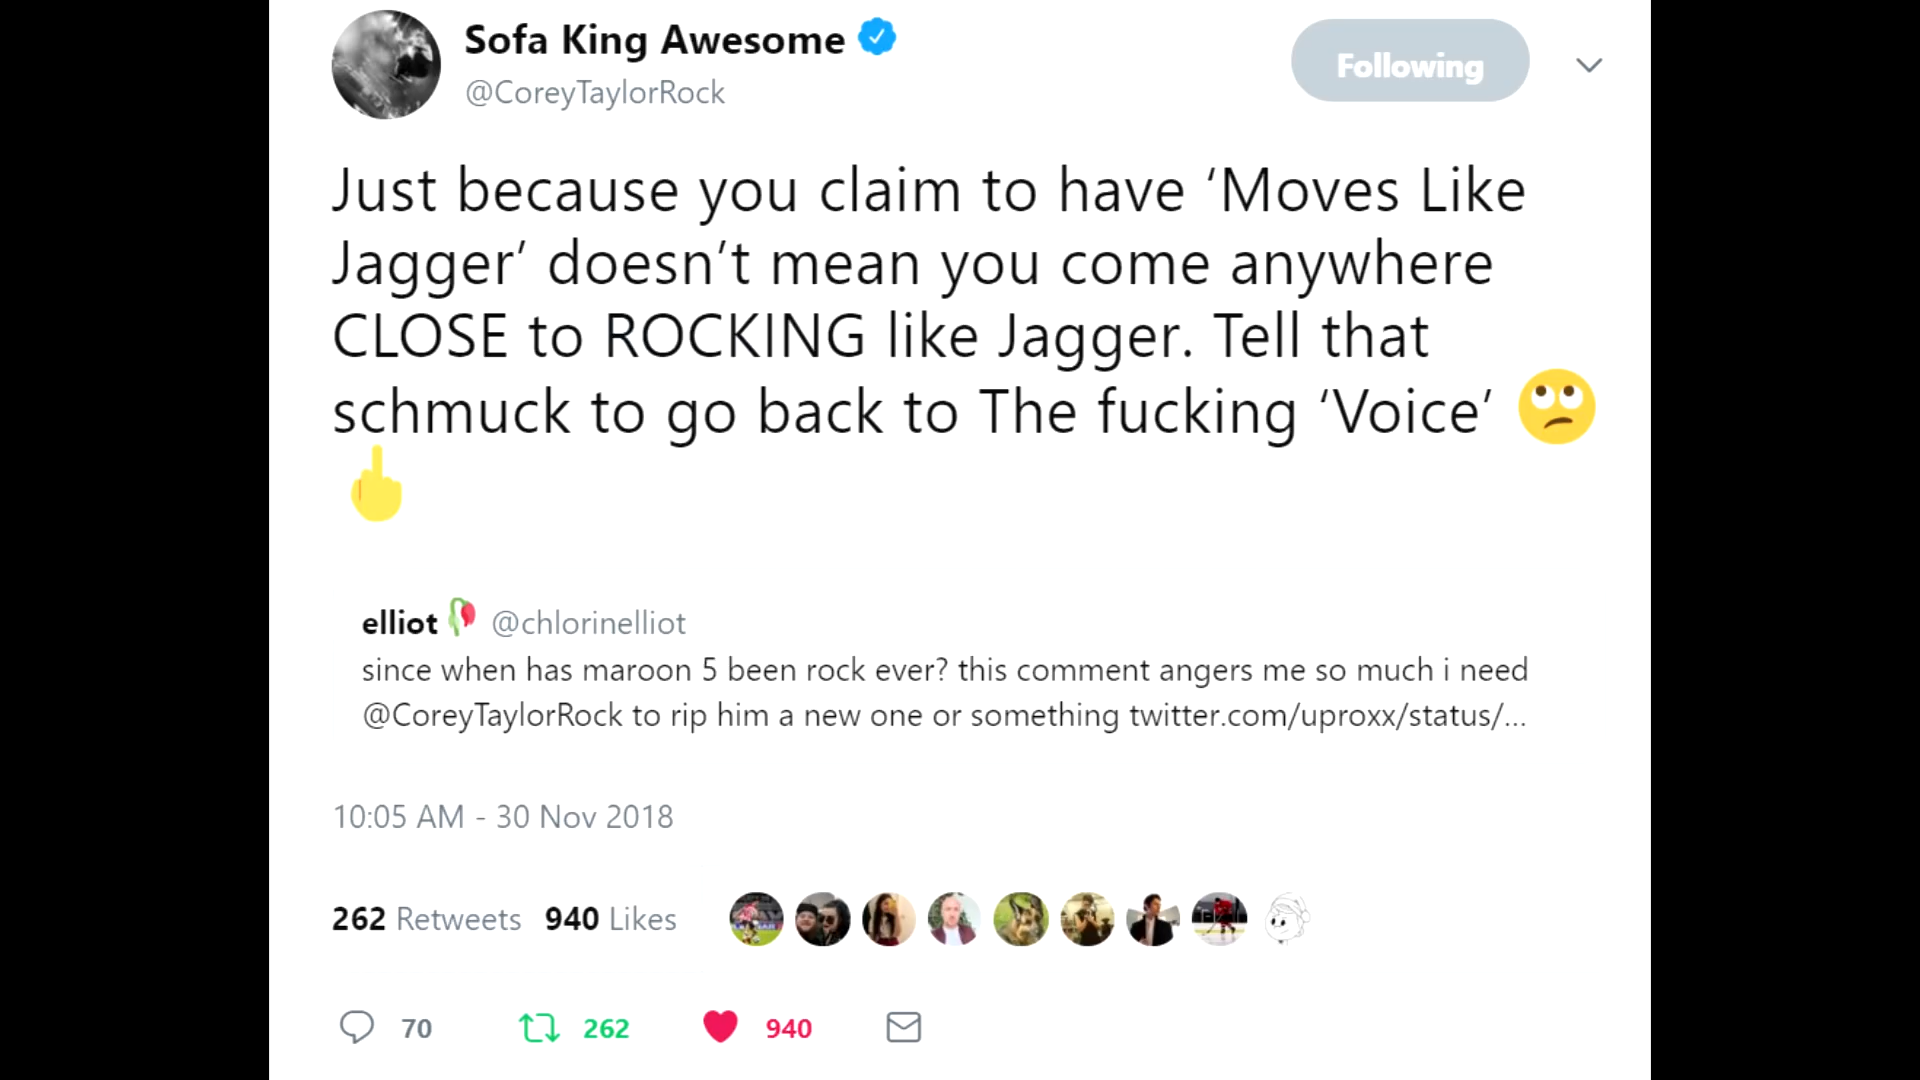 Sofa King Awesome
@CoreyTaylorRock
Following
Just because you claim to have ‘Moves Like
Jagger’ doesn’t mean you come anywhere
CLOSE to ROCKING like Jagger. Tell that
schmuck to go back to The fucking ‘Voice’ 🙄
🖕
elliot🥀 @chlorinelliot
since when has maroon 5 been rock ever? this comment angers me so much i need
@CoreyTaylorRock to rip him a new one or something twitter.com/uproxx/status/...
10:05 AM - 30 Nov 2018
262 Retweets 940 Likes
70 262 940